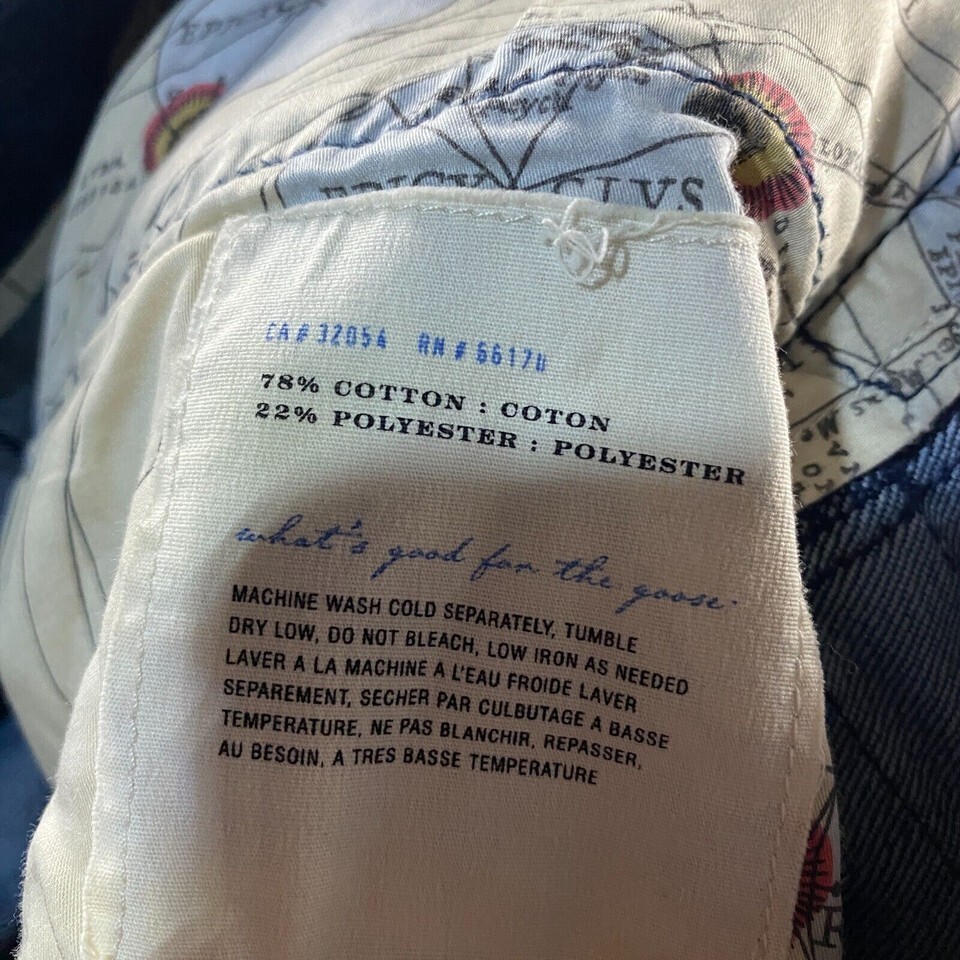 EPICK
CA # 32054 RN # 66170
78% COTTON : COTON
22% POLYESTER : POLYESTER
what's good for the goose.
MACHINE WASH COLD SEPARATELY, TUMBLE
DRY LOW, DO NOT BLEACH, LOW IRON AS NEEDED
LAVER A LA MACHINE A L'EAU FROIDE LAVER
SEPAREMENT, SECHER PAR CULBUTAGE A BASSE
TEMPERATURE, NE PAS BLANCHIR, REPASSER,
AU BESOIN, A TRES BASSE TEMPERATURE